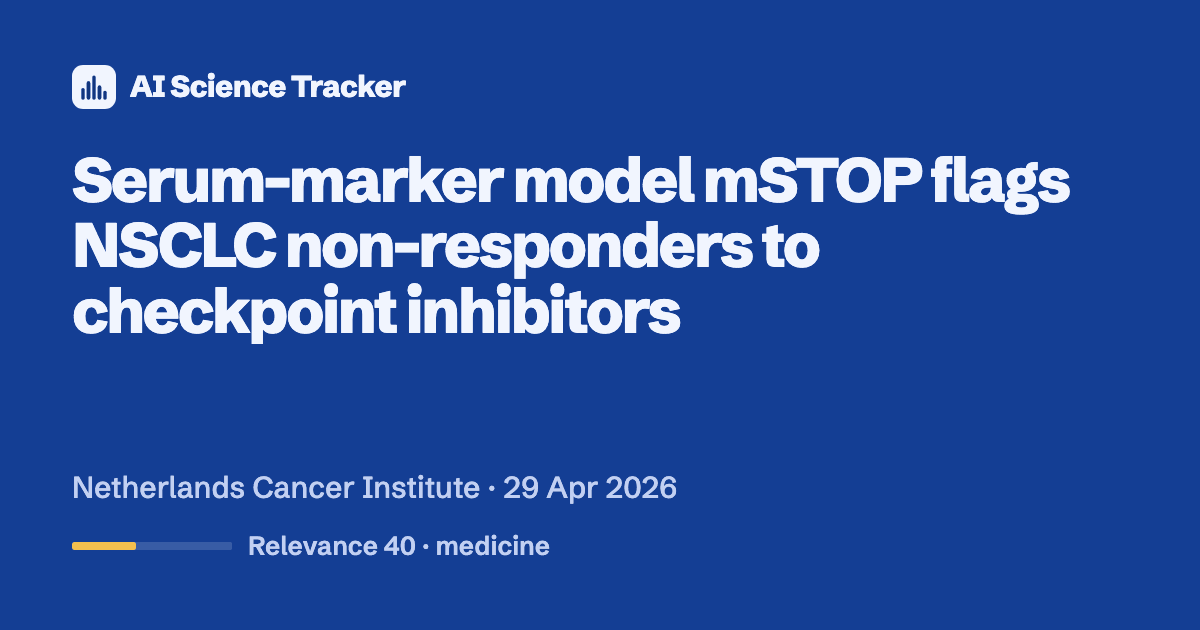 AI Science Tracker
Serum-marker model mSTOP flags
NSCLC non-responders to
checkpoint inhibitors
Netherlands Cancer Institute · 29 Apr 2026
Relevance 40 · medicine